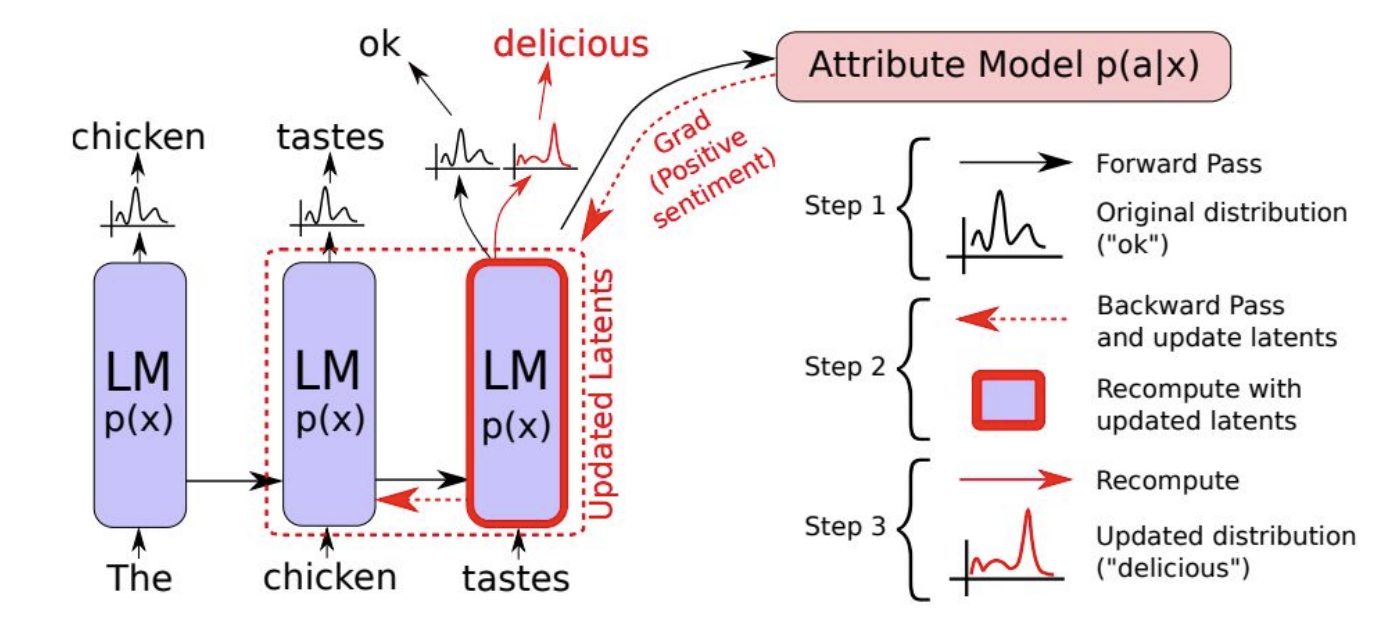 ok
delicious
Attribute Model p(a|x)
chicken
tastes
Grad
(Positive
sentiment)
LM
p(x)
LM
p(x)
LM
p(x)
Updated Latents
The
chicken
tastes
Step 1
Forward Pass
Original distribution
("ok")
Step 2
Backward Pass
and update latents
Recompute with
updated latents
Step 3
Recompute
Updated distribution
("delicious")